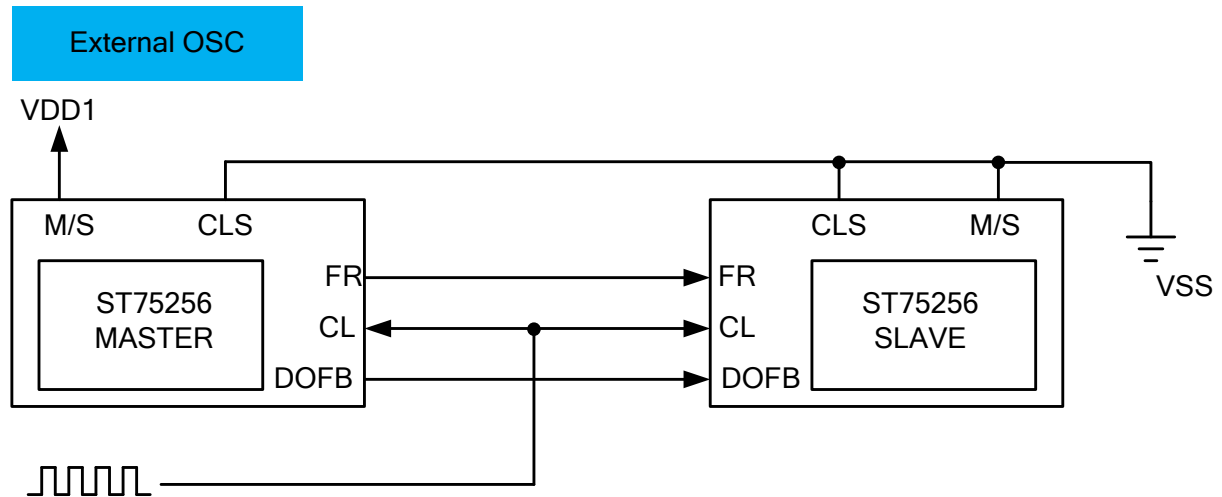 External OSC
VDD1
M/S CLS
CLS M/S
FR
FR
VSS
ST75256
MASTER
ST75256
SLAVE
CL
CL
DOFB
DOFB